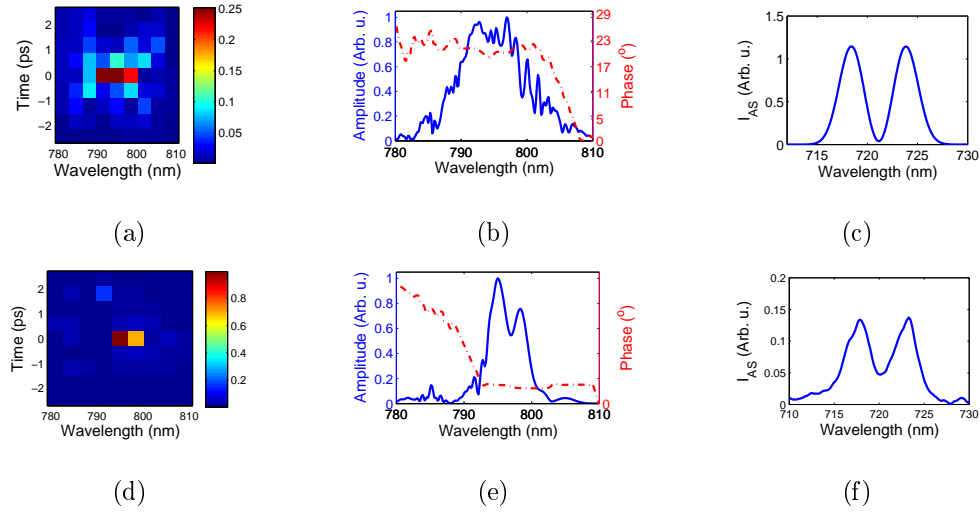 Time (ps)
2
1
0
−1
−2
780 790 800 810
Wavelength (nm)
0.25
0.20
0.15
0.10
0.05
(a)
Amplitude (Arb. u.)
1
0.8
0.6
0.4
0.2
0
780 790 800 810
Wavelength (nm)
29
23
17
11
5
0
Phase (°)
(b)
I_AS (Arb. u.)
1.5
1
0.5
0
715 720 725 730
Wavelength (nm)
(c)
Time (ps)
2
1
0
−1
−2
780 790 800 810
Wavelength (nm)
0.8
0.6
0.4
0.2
(d)
Amplitude (Arb. u.)
1
0.8
0.6
0.4
0.2
0
780 790 800 810
Wavelength (nm)
0
Phase (°)
(e)
I_AS (Arb. u.)
0.2
0.15
0.1
0.05
0
710 715 720 725 730
Wavelength (nm)
(f)